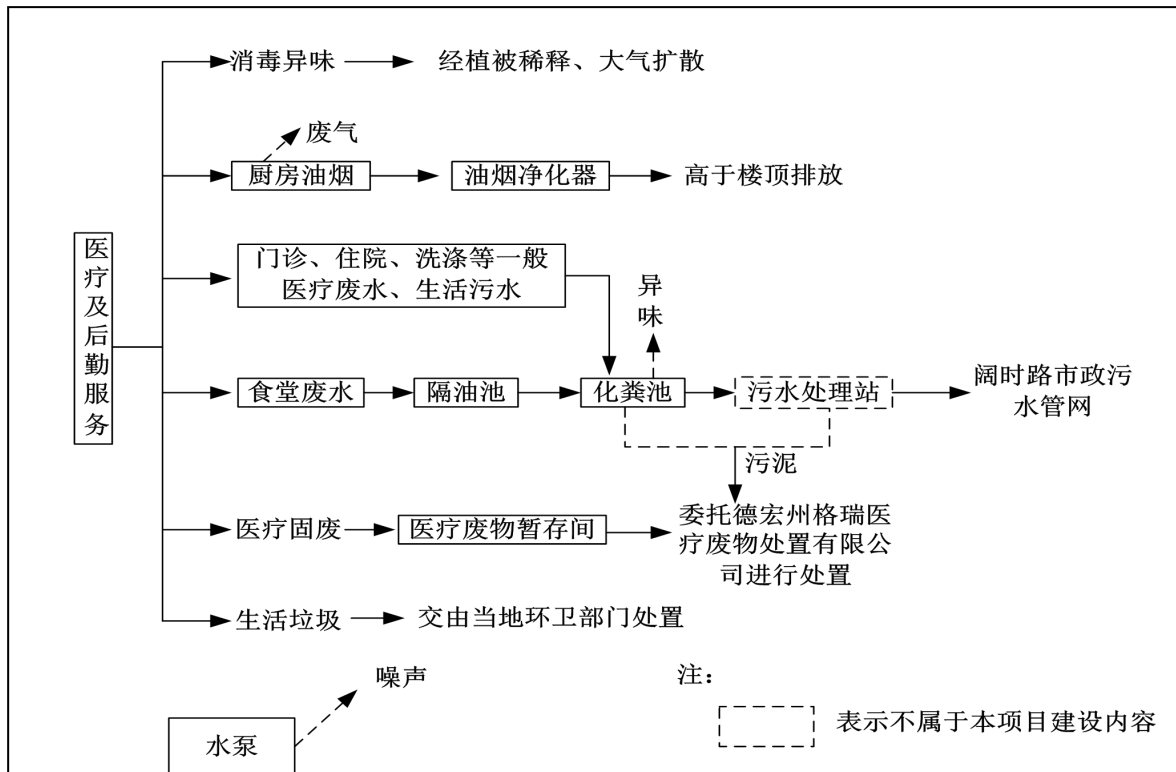 消毒异味
经植被稀释、大气扩散
废气
厨房油烟
油烟净化器
高于楼顶排放
医疗及后勤服务
门诊、住院、洗涤等一般
医疗废水、生活污水
异味
食堂废水
隔油池
化粪池
污水处理站
阔时路市政污
水管网
污泥
医疗固废
医疗废物暂存间
委托德宏州格瑞医
疗废物处置有限公
司进行处置
生活垃圾
交由当地环卫部门处置
噪声
注：
水泵
表示不属于本项目建设内容